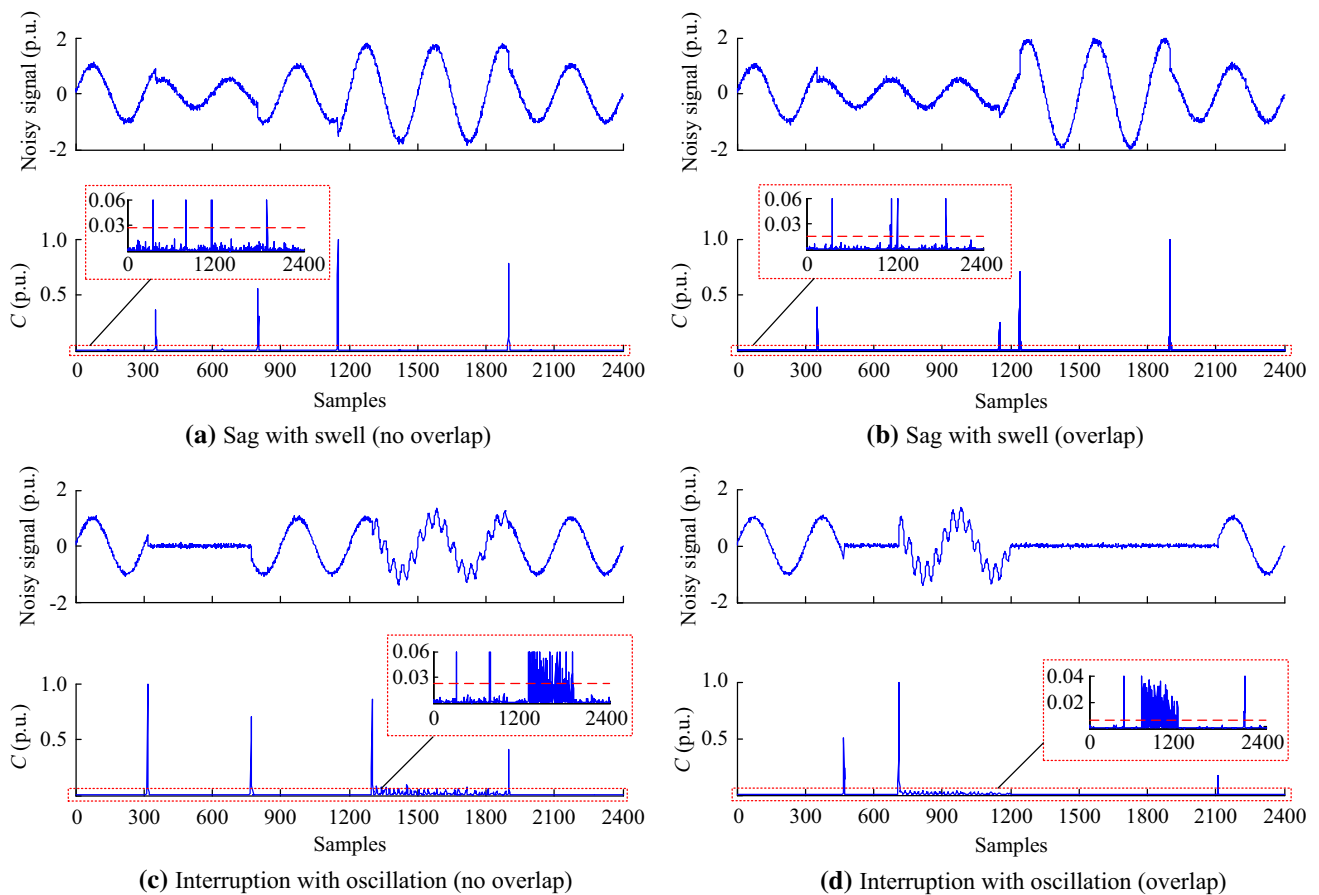 Noisy signal (p.u.)
2
0
-2
0.06
0.03
0 1200 2400
C (p.u.)
1.0
0.5
0 300 600 900 1200 1500 1800 2100 2400
Samples
(a) Sag with swell (no overlap)
Noisy signal (p.u.)
2
0
-2
0.06
0.03
0 1200 2400
C (p.u.)
1.0
0.5
0 300 600 900 1200 1500 1800 2100 2400
Samples
(b) Sag with swell (overlap)
Noisy signal (p.u.)
2
0
-2
0.06
0.03
0 1200 2400
C (p.u.)
1.0
0.5
0 300 600 900 1200 1500 1800 2100 2400
Samples
(c) Interruption with oscillation (no overlap)
Noisy signal (p.u.)
2
0
-2
0.04
0.02
0 1200 2400
C (p.u.)
1.0
0.5
0 300 600 900 1200 1500 1800 2100 2400
Samples
(d) Interruption with oscillation (overlap)